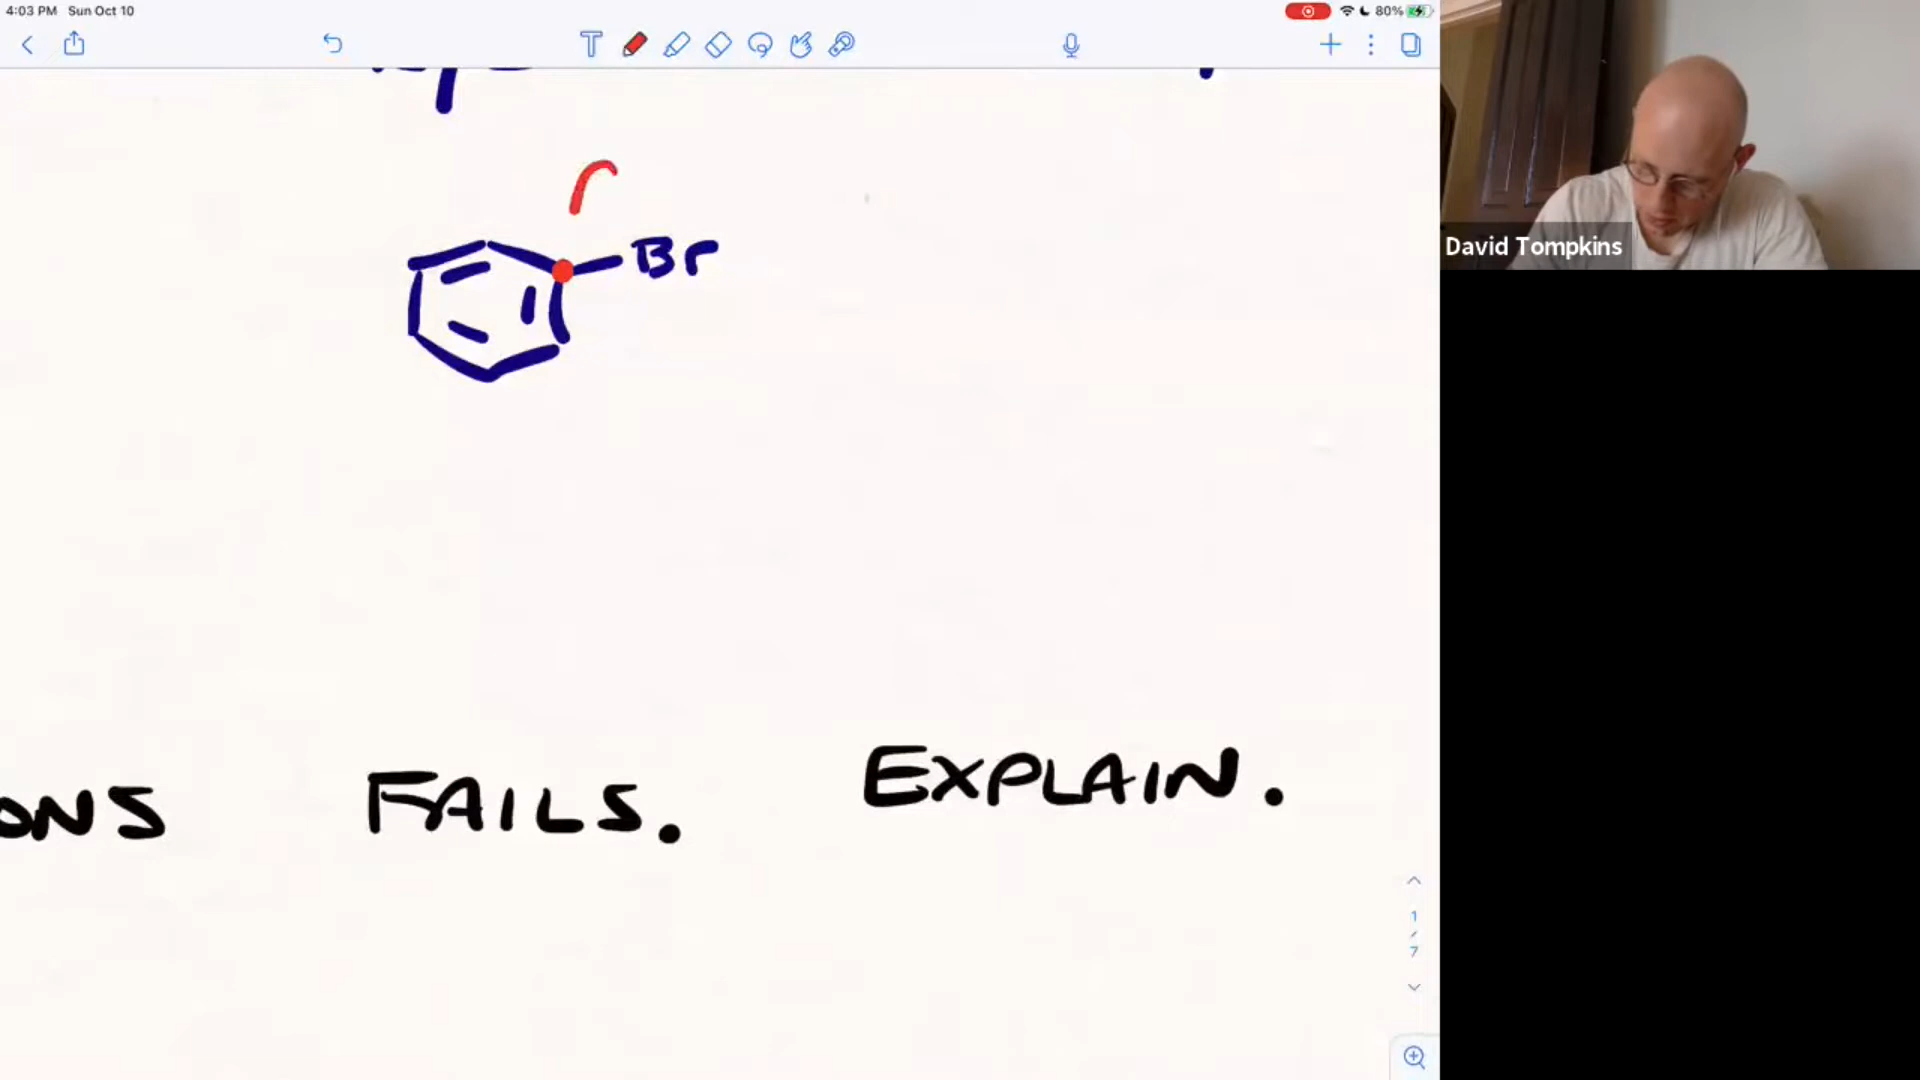 4:03 PM Sun Oct 10
80%
T
Br
David Tompkins
ONS FAILS. EXPLAIN.
1
/
7